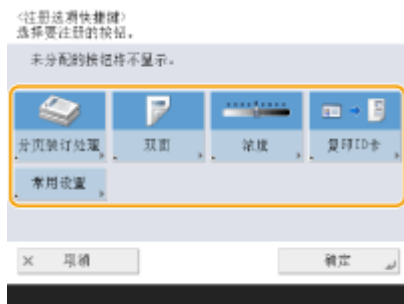 <注册选项快捷键>
选择要注册的按钮。
未分配的按钮将不显示。
分页装订处理
双面
浓度
复印ID卡
常用设置
× 取消
确定